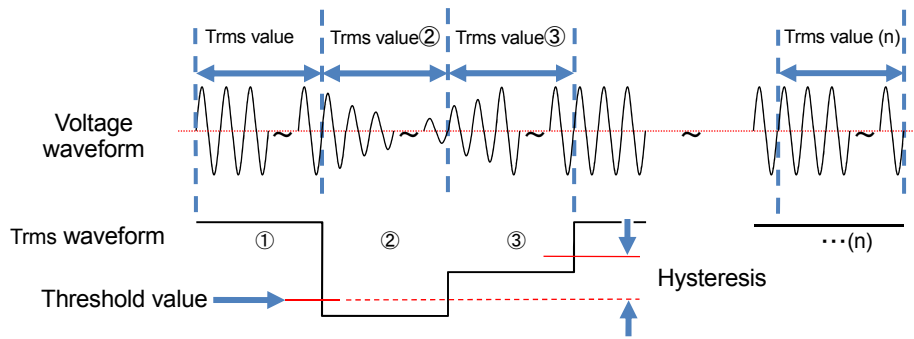 Trms value
Trms value②
Trms value③
Trms value (n)
Voltage
waveform
~
~
~
~
~
Trms waveform
①
②
③
⋯(n)
Hysteresis
Threshold value